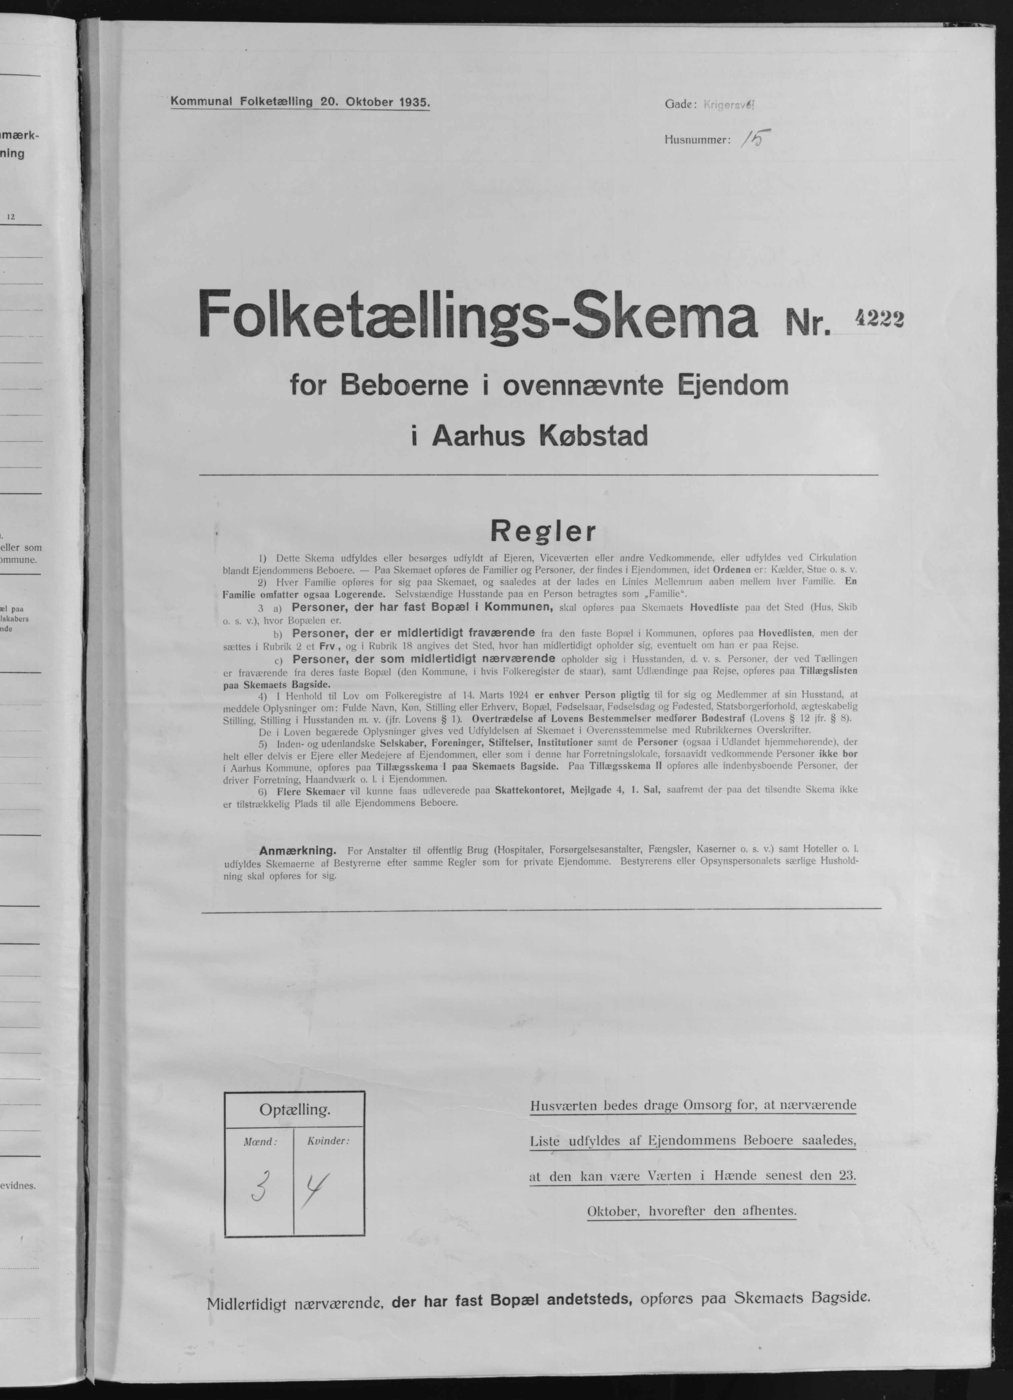 mærk-
ning
12
eller som
ommune.
el paa
lskabers
nde
evidnes.
Kommunal Folketælling 20. Oktober 1935.
Gade: Krigersvej
Husnummer: 15
Folketællings-Skema Nr. 4222
for Beboerne i ovennævnte Ejendom
i Aarhus Købstad
Regler
1) Dette Skema udfyldes eller besørges udfyldt af Ejeren, Viceværten eller andre Vedkommende, eller udfyldes ved Cirkulation
blandt Ejendommens Beboere. — Paa Skemaet opføres de Familier og Personer, der findes i Ejendommen, idet Ordenen er: Kælder, Stue o. s. v.
2) Hver Familie opføres for sig paa Skemaet, og saaledes at der lades en Linies Mellemrum aaben mellem hver Familie. En
Familie omfatter ogsaa Logerende. Selvstændige Husstande paa en Person betragtes som „Familie“.
3 a) Personer, der har fast Bopæl i Kommunen, skal opføres paa Skemaets Hovedliste paa det Sted (Hus, Skib
o. s. v.), hvor Bopælen er.
b) Personer, der er midlertidigt fraværende fra den faste Bopæl i Kommunen, opføres paa Hovedlisten, men der
sættes i Rubrik 2 et Frv., og i Rubrik 18 angives det Sted, hvor han midlertidigt opholder sig, eventuelt om han er paa Rejse.
c) Personer, der som midlertidigt nærværende opholder sig i Husstanden, d. v. s. Personer, der ved Tællingen
er fraværende fra deres faste Bopæl (den Kommune, i hvis Folkeregister de staar), samt Udlændinge paa Rejse, opføres paa Tillægslisten
paa Skemaets Bagside.
4) I Henhold til Lov om Folkeregistre af 14. Marts 1924 er enhver Person pligtig til for sig og Medlemmer af sin Husstand, at
meddele Oplysninger om: Fulde Navn, Køn, Stilling eller Erhverv, Bopæl, Fødselsaar, Fødselsdag og Fødested, Statsborgerforhold, ægteskabelig
Stilling, Stilling i Husstanden m. v. (jfr. Lovens § 1). Overtrædelse af Lovens Bestemmelser medfører Bødestraf (Lovens § 12 jfr. § 8).
De i Loven begærede Oplysninger gives ved Udfyldelsen af Skemaet i Overensstemmelse med Rubrikkernes Overskrifter.
5) Inden- og udenlandske Selskaber, Foreninger, Stiftelser, Institutioner samt de Personer (ogsaa i Udlandet hjemmehørende), der
helt eller delvis er Ejere eller Medejere af Ejendommen, eller som i denne har Forretningslokale, forsaavidt vedkommende Personer ikke bor
i Aarhus Kommune, opføres paa Tillægsskema I paa Skemaets Bagside. Paa Tillægsskema II opføres alle indenbysboende Personer, der
driver Forretning, Haandværk o. l. i Ejendommen.
6) Flere Skemaer vil kunne faas udleverede paa Skattekontoret, Mejlgade 4, 1. Sal, saafremt der paa det tilsendte Skema ikke
er tilstrækkelig Plads til alle Ejendommens Beboere.
Anmærkning. For Anstalter til offentlig Brug (Hospitaler, Forsørgelsesanstalter, Fængsler, Kaserner o. s. v.) samt Hoteller o. l.
udfyldes Skemaerne af Bestyrerne efter samme Regler som for private Ejendomme. Bestyrerens eller Opsynspersonalets særlige Hushold-
ning skal opføres for sig.
Optælling.
Mænd: Kvinder:
3 4
Husværten bedes drage Omsorg for, at nærværende
Liste udfyldes af Ejendommens Beboere saaledes,
at den kan være Værten i Hænde senest den 23.
Oktober, hvorefter den afhentes.
Midlertidigt nærværende, der har fast Bopæl andetsteds, opføres paa Skemaets Bagside.